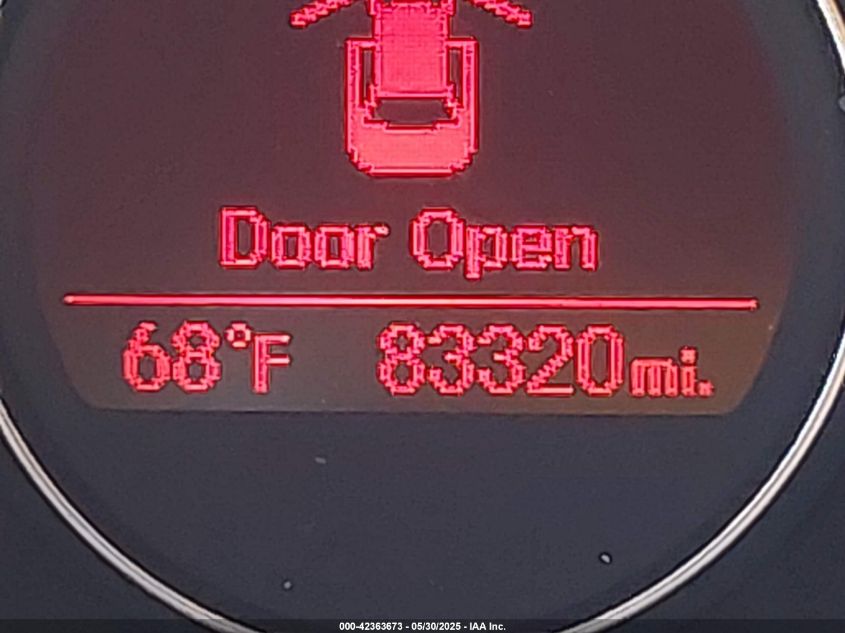 Door Open
68°F 83320mi.
000-42363673 - 05/30/2025 - IAA Inc.